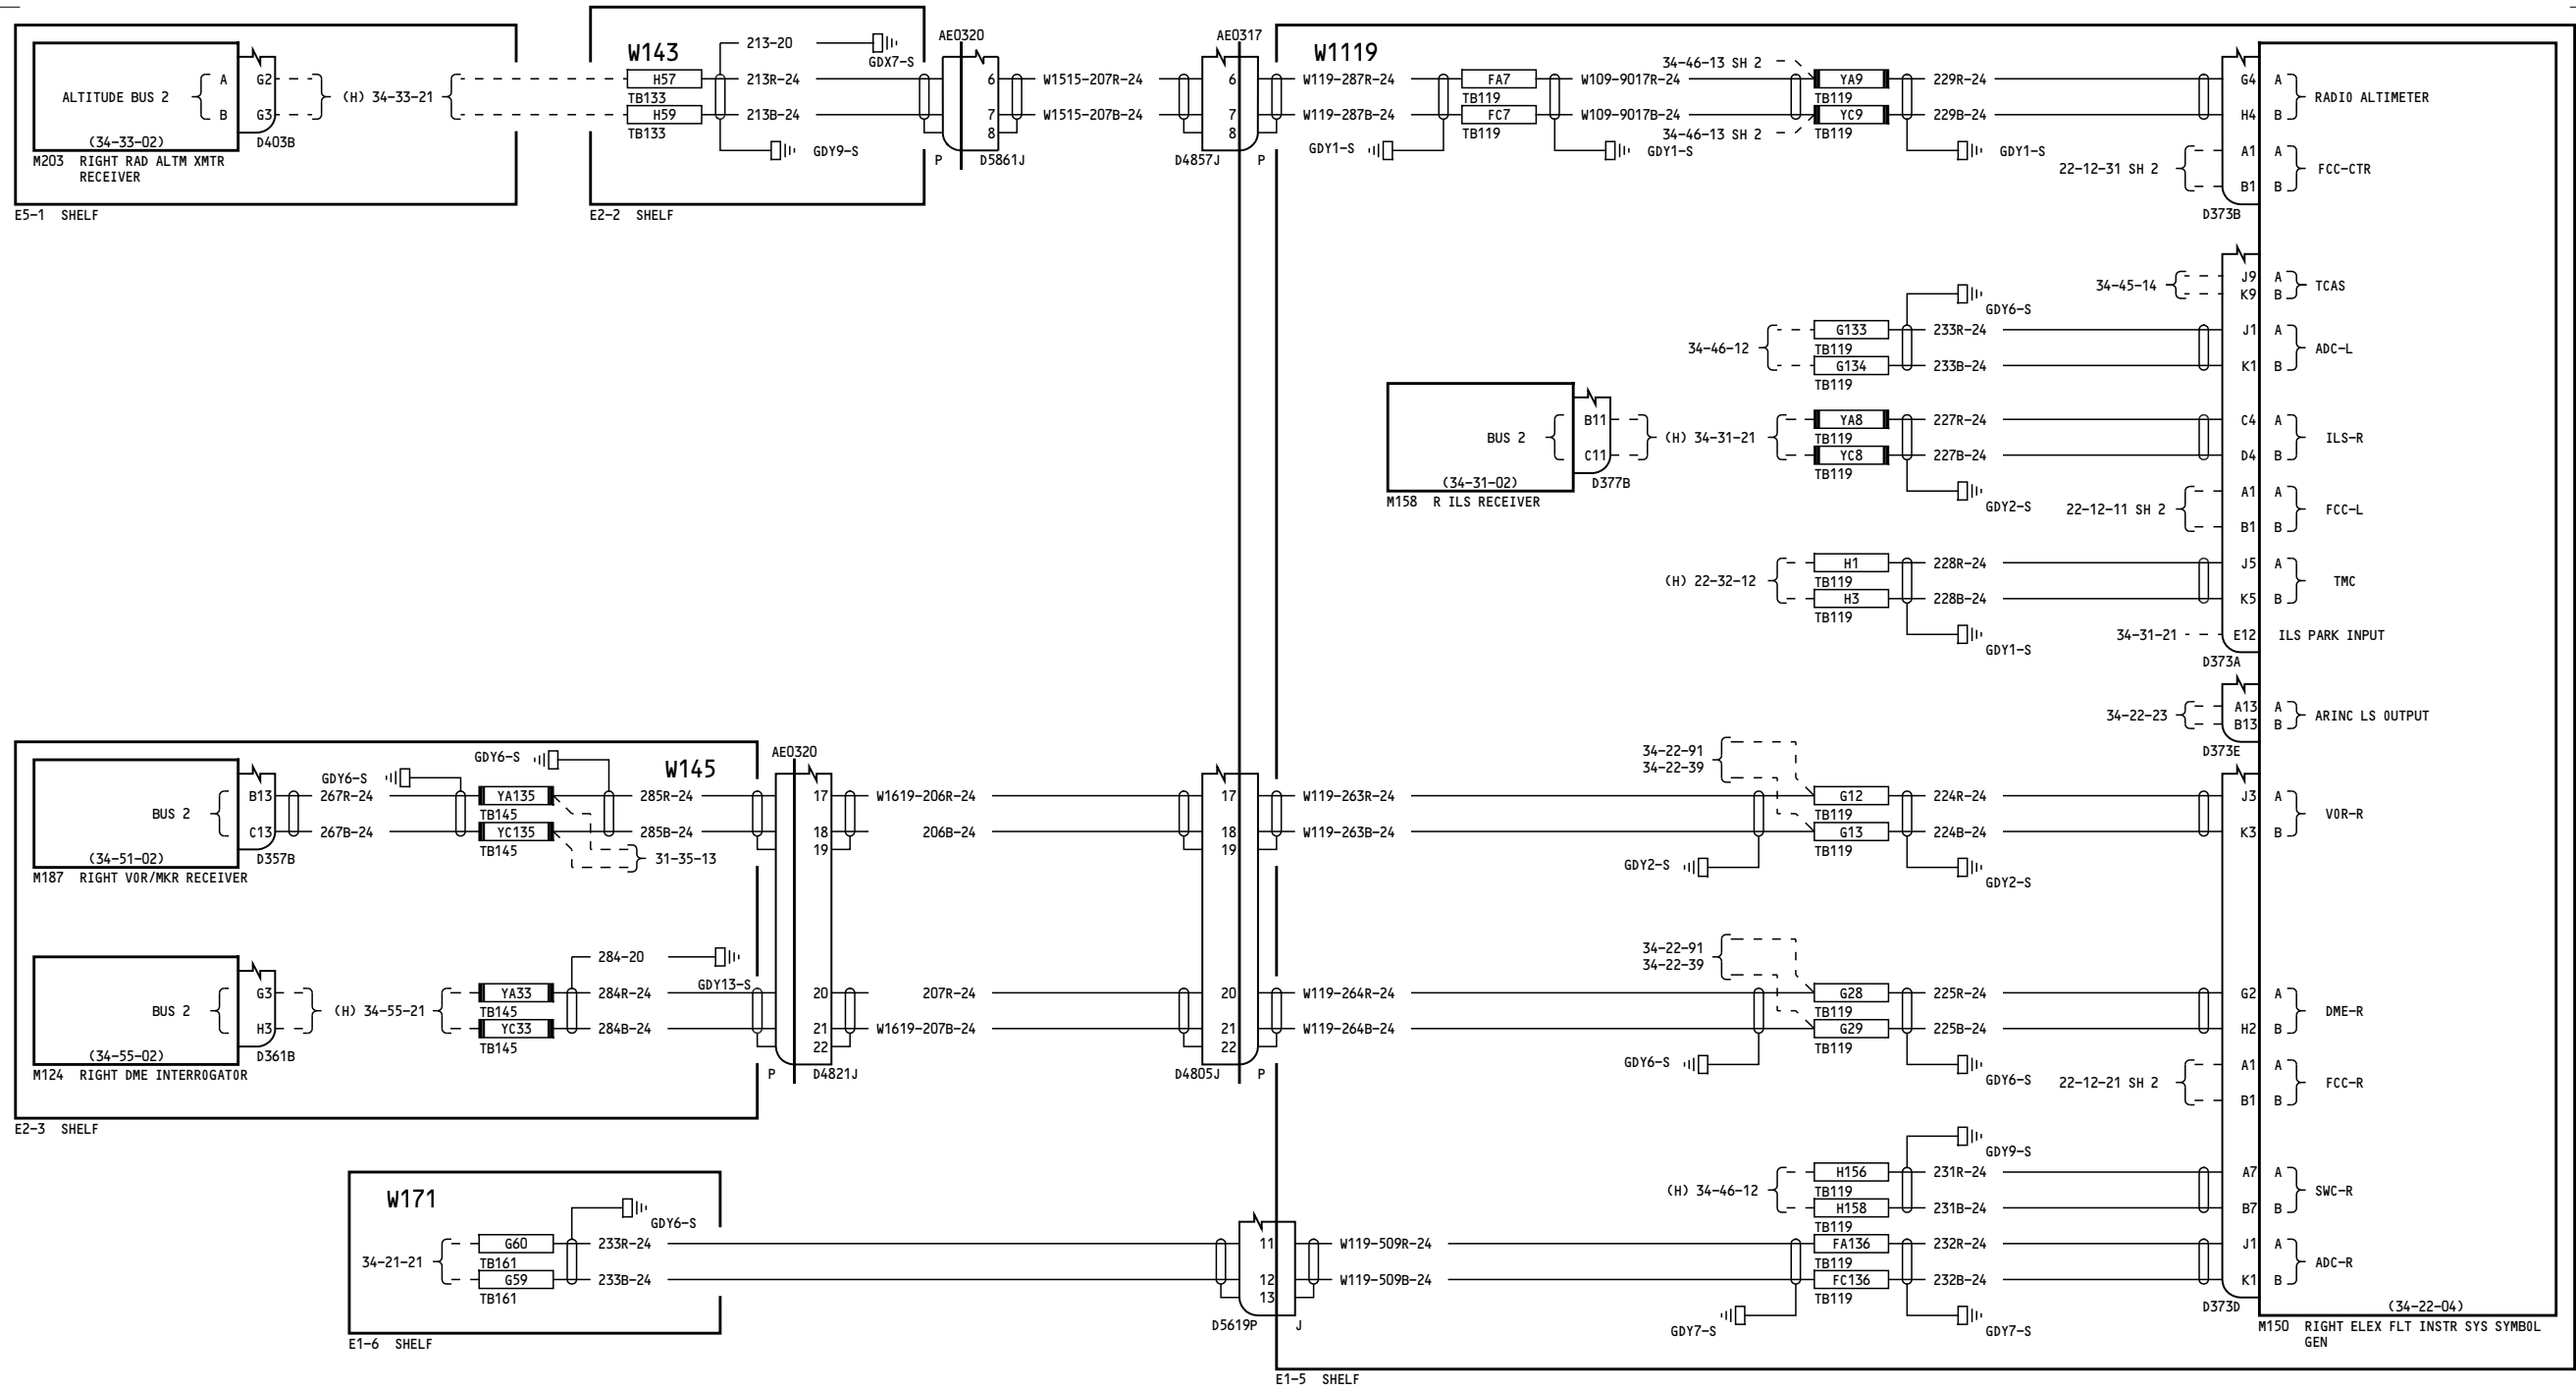 W143
213-20
GDX7-S
AE0320
AE0317
W1119
34-46-13 SH 2
ALTITUDE BUS 2
A G2
B G3
(H) 34-33-21
H57
TB133
213R-24
H59
TB133
213B-24
GDY9-S
6
7
8
P D5861J
W1515-207R-24
W1515-207B-24
6
7
8
D4857J P
W119-287R-24
W119-287B-24
GDY1-S
FA7
TB119
FC7
TB119
W109-9017R-24
W109-9017B-24
34-46-13 SH 2
GDY1-S
YA9
TB119
YC9
TB119
229R-24
229B-24
GDY1-S
G4 A
H4 B
RADIO ALTIMETER
22-12-31 SH 2
A1 A
B1 B
FCC-CTR
D373B
(34-33-02)
D403B
M203 RIGHT RAD ALTM XMTR
RECEIVER
E5-1 SHELF
E2-2 SHELF
34-45-14
J9 A
K9 B
TCAS
GDY6-S
34-46-12
G133
TB119
G134
TB119
233R-24
233B-24
J1 A
K1 B
ADC-L
BUS 2
B11
C11
(34-31-02)
D377B
M158 R ILS RECEIVER
(H) 34-31-21
YA8
TB119
YC8
TB119
227R-24
227B-24
GDY2-S
C4 A
D4 B
ILS-R
22-12-11 SH 2
A1 A
B1 B
FCC-L
(H) 22-32-12
H1
TB119
H3
TB119
228R-24
228B-24
GDY1-S
J5 A
K5 B
TMC
34-31-21
E12 ILS PARK INPUT
D373A
34-22-23
A13 A
B13 B
ARINC LS OUTPUT
D373E
GDY6-S
GDY6-S
W145
AE0320
BUS 2
B13
C13
267R-24
267B-24
YA135
TB145
YC135
TB145
285R-24
285B-24
31-35-13
(34-51-02)
D357B
M187 RIGHT VOR/MKR RECEIVER
17
18
19
W1619-206R-24
206B-24
17
18
19
W119-263R-24
W119-263B-24
34-22-91
34-22-39
GDY2-S
G12
TB119
G13
TB119
224R-24
224B-24
GDY2-S
J3 A
K3 B
VOR-R
BUS 2
G3
H3
(34-55-02)
D361B
M124 RIGHT DME INTERROGATOR
(H) 34-55-21
YA33
TB145
YC33
TB145
284-20
284R-24
284B-24
GDY13-S
20
21
22
P D4821J
207R-24
W1619-207B-24
20
21
22
D4805J P
W119-264R-24
W119-264B-24
34-22-91
34-22-39
GDY6-S
G28
TB119
G29
TB119
225R-24
225B-24
GDY6-S
G2 A
H2 B
DME-R
22-12-21 SH 2
A1 A
B1 B
FCC-R
E2-3 SHELF
W171
34-21-21
G60
TB161
G59
TB161
GDY6-S
233R-24
233B-24
E1-6 SHELF
11
12
13
D5619P J
W119-509R-24
W119-509B-24
GDY9-S
(H) 34-46-12
H156
TB119
H158
TB119
231R-24
231B-24
A7 A
B7 B
SWC-R
FA136
TB119
FC136
TB119
232R-24
232B-24
GDY7-S
GDY7-S
J1 A
K1 B
ADC-R
D373D
(34-22-04)
M150 RIGHT ELEX FLT INSTR SYS SYMBOL
GEN
E1-5 SHELF